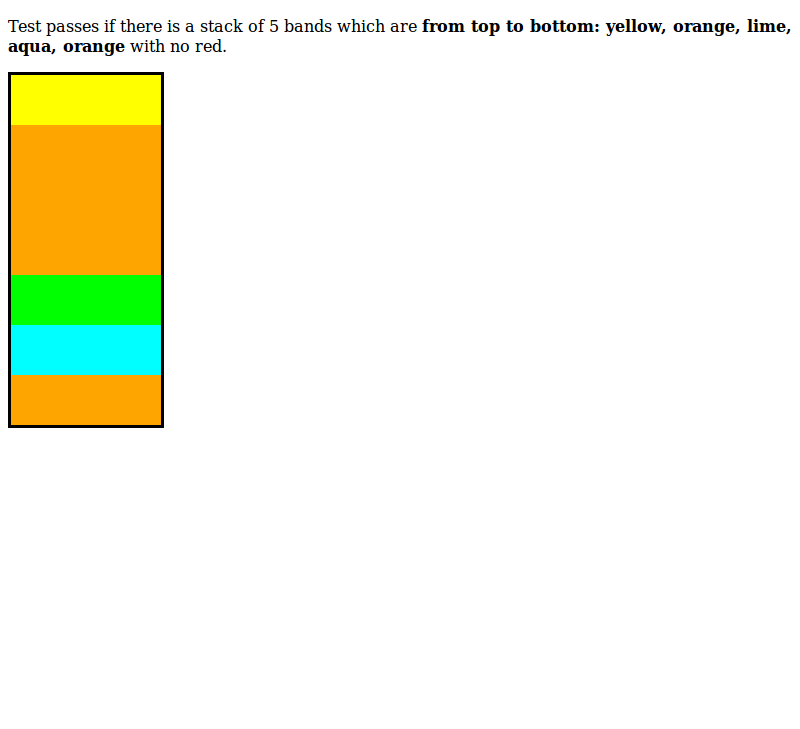 Test passes if there is a stack of 5 bands which are from top to bottom: yellow, orange, lime,
aqua, orange with no red.